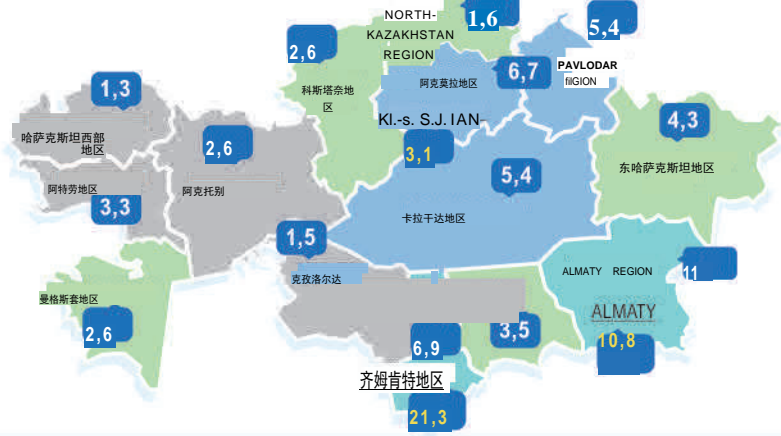 NORTH-
KAZAKHSTAN
REGION
1,6
5,4
2,6
科斯塔奈地
区
阿克莫拉地区
6,7
PAVLODAR
filGION
1,3
哈萨克斯坦西部
地区
2,6
KI.-s. S.J. IAN
3,1
4,3
东哈萨克斯坦地区
阿特劳地区
3,3
阿克托别
5,4
卡拉干达地区
1,5
克孜洛尔达
ALMATY REGION
11
曼格斯套地区
2,6
ALMATY
10,8
3,5
6,9
齐姆肯特地区
21,3